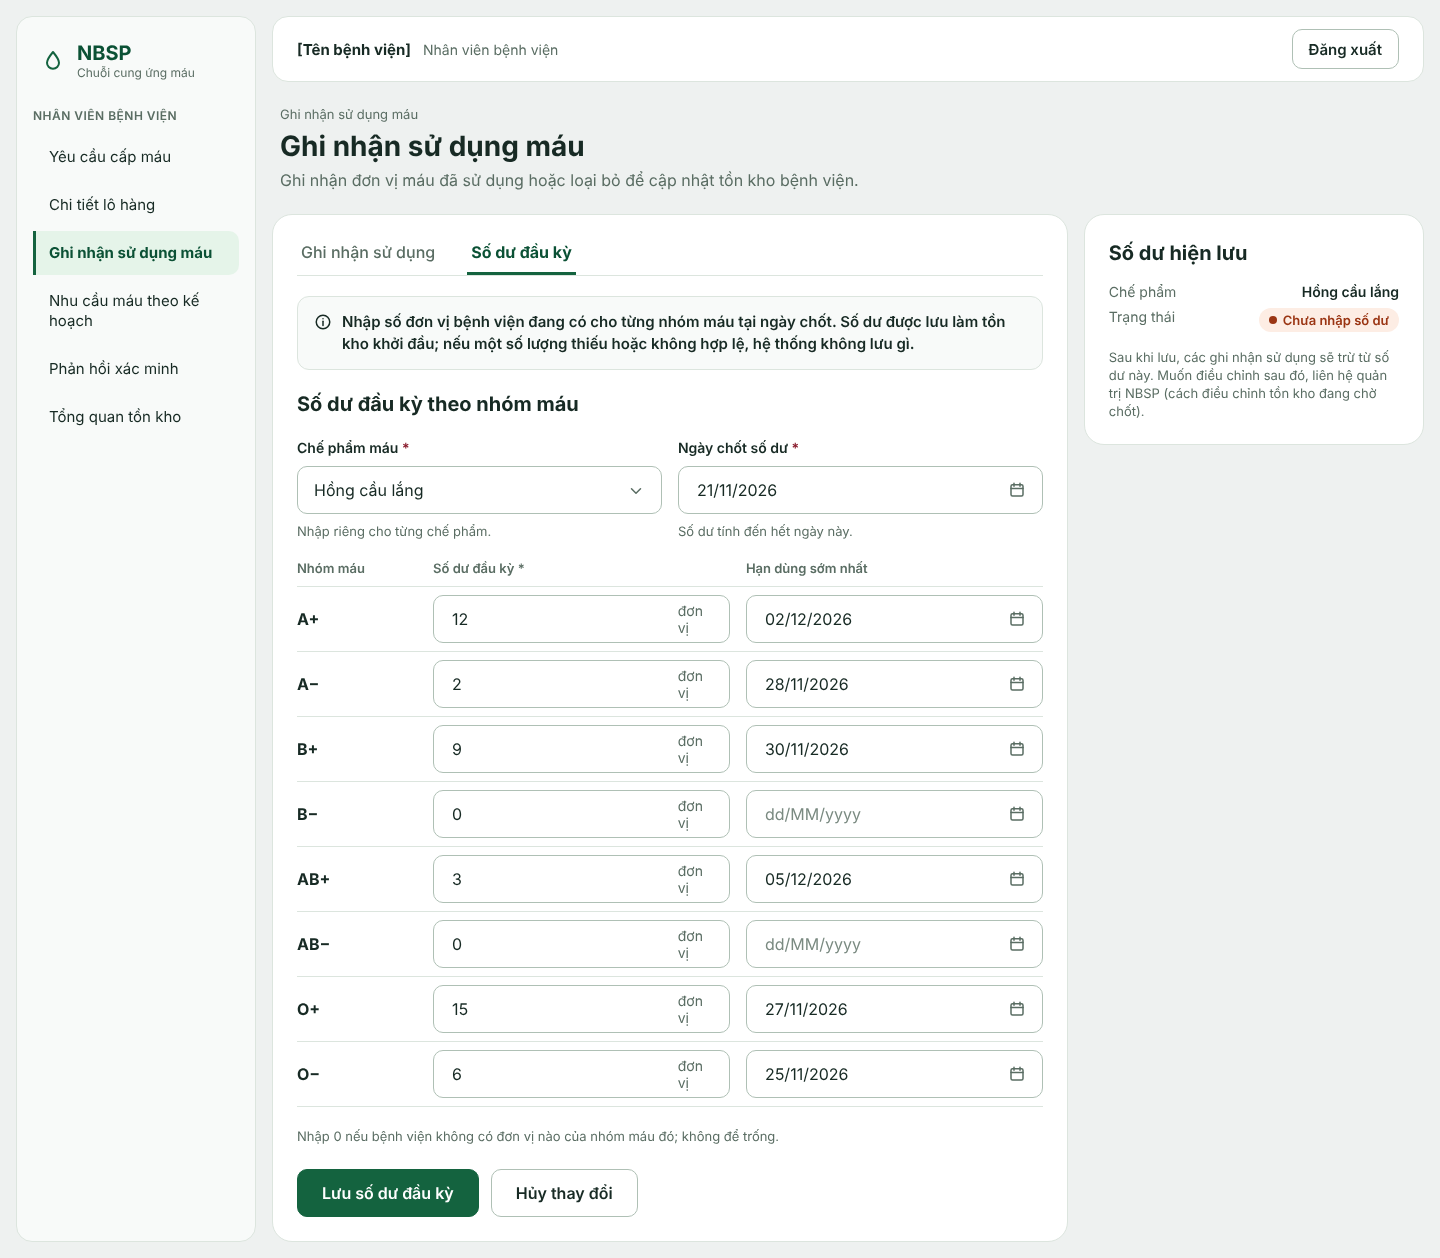 NBSP
Chuỗi cung ứng máu
NHÂN VIÊN BỆNH VIỆN
Yêu cầu cấp máu
Chi tiết lô hàng
Ghi nhận sử dụng máu
Nhu cầu máu theo kế
hoạch
Phản hồi xác minh
Tổng quan tồn kho
[Tên bệnh viện] Nhân viên bệnh viện
Đăng xuất
Ghi nhận sử dụng máu
Ghi nhận sử dụng máu
Ghi nhận đơn vị máu đã sử dụng hoặc loại bỏ để cập nhật tồn kho bệnh viện.
Ghi nhận sử dụng
Số dư đầu kỳ
Nhập số đơn vị bệnh viện đang có cho từng nhóm máu tại ngày chốt. Số dư được lưu làm tồn
kho khởi đầu; nếu một số lượng thiếu hoặc không hợp lệ, hệ thống không lưu gì.
Số dư đầu kỳ theo nhóm máu
Chế phẩm máu *
Hồng cầu lắng
Nhập riêng cho từng chế phẩm.
Ngày chốt số dư *
21/11/2026
Số dư tính đến hết ngày này.
Nhóm máu Số dư đầu kỳ * Hạn dùng sớm nhất
A+ 12 đơn vị 02/12/2026
A− 2 đơn vị 28/11/2026
B+ 9 đơn vị 30/11/2026
B− 0 đơn vị dd/MM/yyyy
AB+ 3 đơn vị 05/12/2026
AB− 0 đơn vị dd/MM/yyyy
O+ 15 đơn vị 27/11/2026
O− 6 đơn vị 25/11/2026
Nhập 0 nếu bệnh viện không có đơn vị nào của nhóm máu đó; không để trống.
Lưu số dư đầu kỳ
Hủy thay đổi
Số dư hiện lưu
Chế phẩm Hồng cầu lắng
Trạng thái Chưa nhập số dư
Sau khi lưu, các ghi nhận sử dụng sẽ trừ từ số
dư này. Muốn điều chỉnh sau đó, liên hệ quản
trị NBSP (cách điều chỉnh tồn kho đang chờ
chốt).